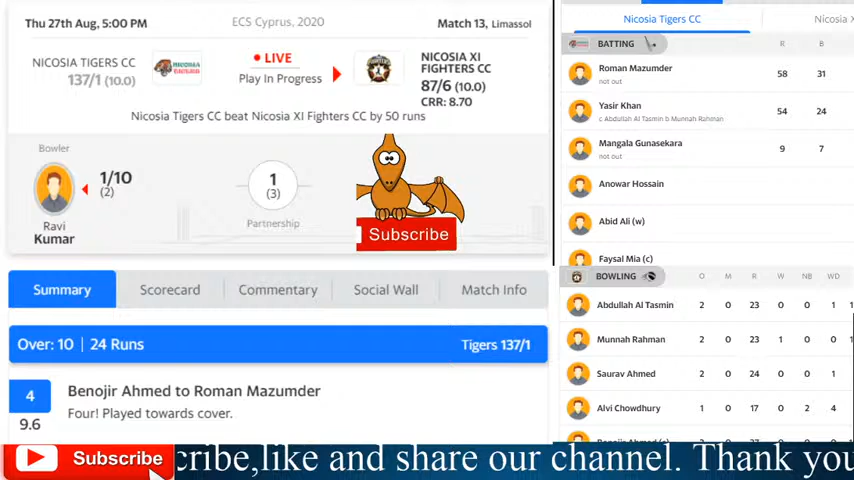 Thu 27th Aug, 5:00 PM
ECS Cyprus, 2020
Match 13, Limassol
NICOSIA TIGERS CC
137/1 (10.0)
LIVE
Play In Progress
NICOSIA XI
FIGHTERS CC
87/6 (10.0)
CRR: 8.70
Nicosia Tigers CC beat Nicosia XI Fighters CC by 50 runs
Bowler
1/10
(2)
Ravi
Kumar
1
(3)
Partnership
Subscribe
Summary
Scorecard
Commentary
Social Wall
Match Info
Over: 10 | 24 Runs
Tigers 137/1
4
9.6
Benojir Ahmed to Roman Mazumder
Four! Played towards cover.
Nicosia Tigers CC
Nicosia X
BATTING R B
Roman Mazumder 58 31
not out
Yasir Khan 54 24
c Abdullah Al Tasmin b Munnah Rahman
Mangala Gunasekara 9 7
not out
Anowar Hossain
Abid Ali (w)
Faysal Mia (c)
BOWLING O M R W NB WD
Abdullah Al Tasmin 2 0 23 0 0 1
Munnah Rahman 2 0 23 1 0 0
Saurav Ahmed 2 0 24 0 0 1
Alvi Chowdhury 1 0 17 0 2 4
Subscribe
cribe,like and share our channel. Thank you